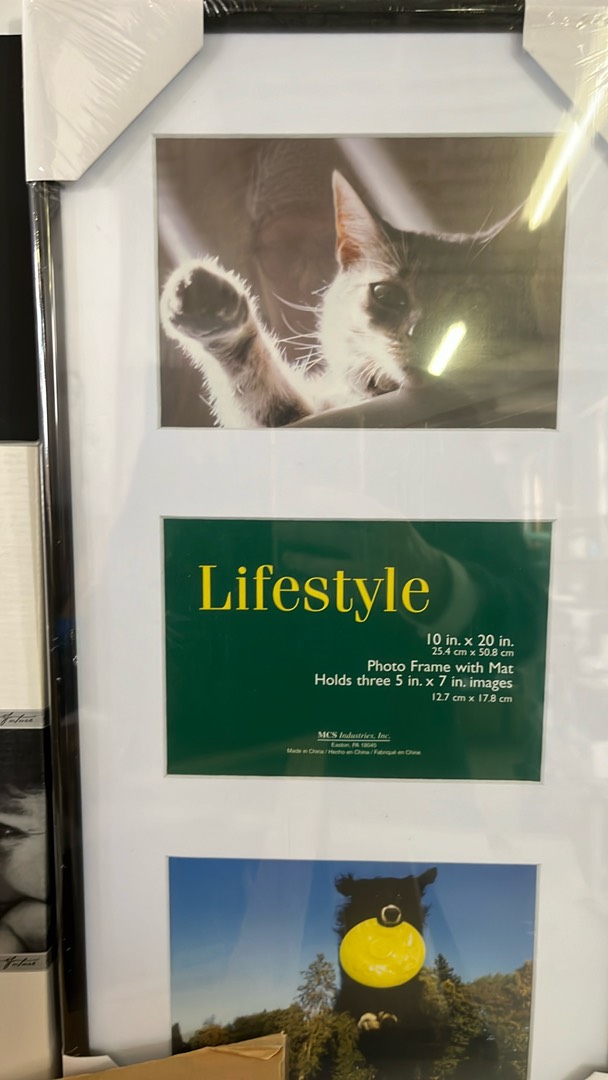 Lifestyle
10 in. x 20 in.
25.4 cm x 50.8 cm
Photo Frame with Mat
Holds three 5 in. x 7 in. images
12.7 cm x 17.8 cm
MCS Industries, Inc.
Easton, PA 18045
Made in China / Hecho en China / Fabriqué en Chine